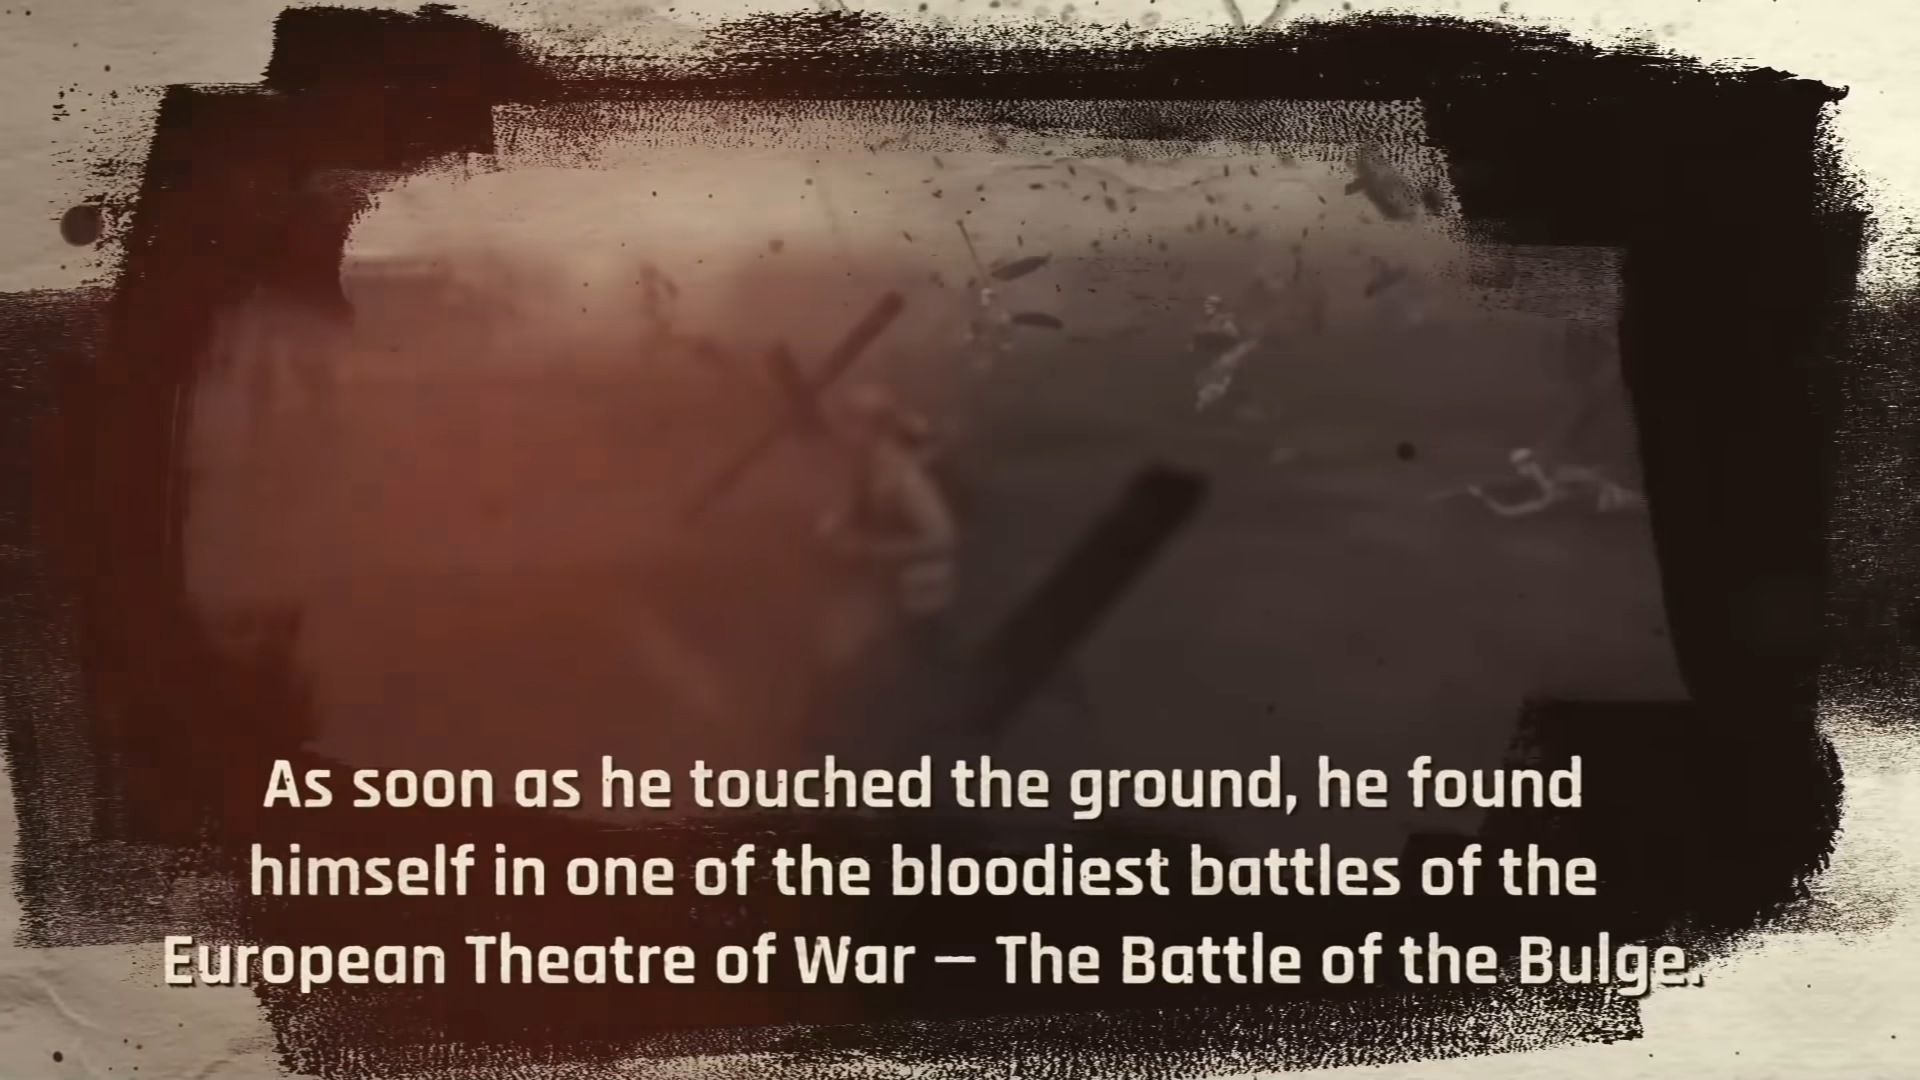 As soon as he touched the ground, he found
himself in one of the bloodiest battles of the
European Theatre of War — The Battle of the Bulge.